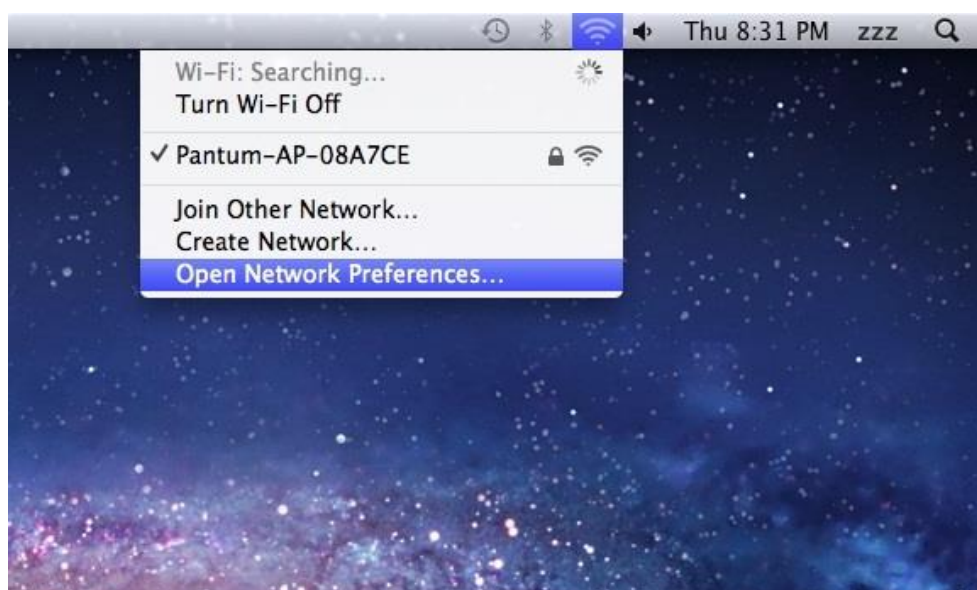 Thu 8:31 PM zzz
Wi-Fi: Searching...
Turn Wi-Fi Off
Pantum-AP-08A7CE
Join Other Network...
Create Network...
Open Network Preferences...